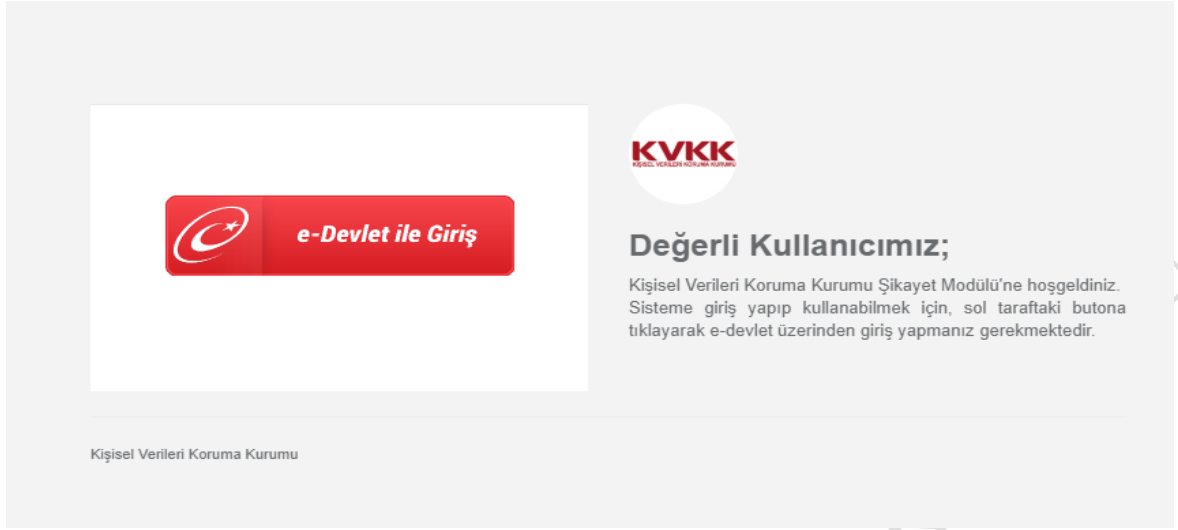 e-Devlet ile Giriş
KVKK
KİŞİSEL VERİLERİ KORUMA KURUMU
Değerli Kullanıcımız;
Kişisel Verileri Koruma Kurumu Şikayet Modülü'ne hoşgeldiniz.
Sisteme giriş yapıp kullanabilmek için, sol taraftaki butona
tıklayarak e-devlet üzerinden giriş yapmanız gerekmektedir.
Kişisel Verileri Koruma Kurumu